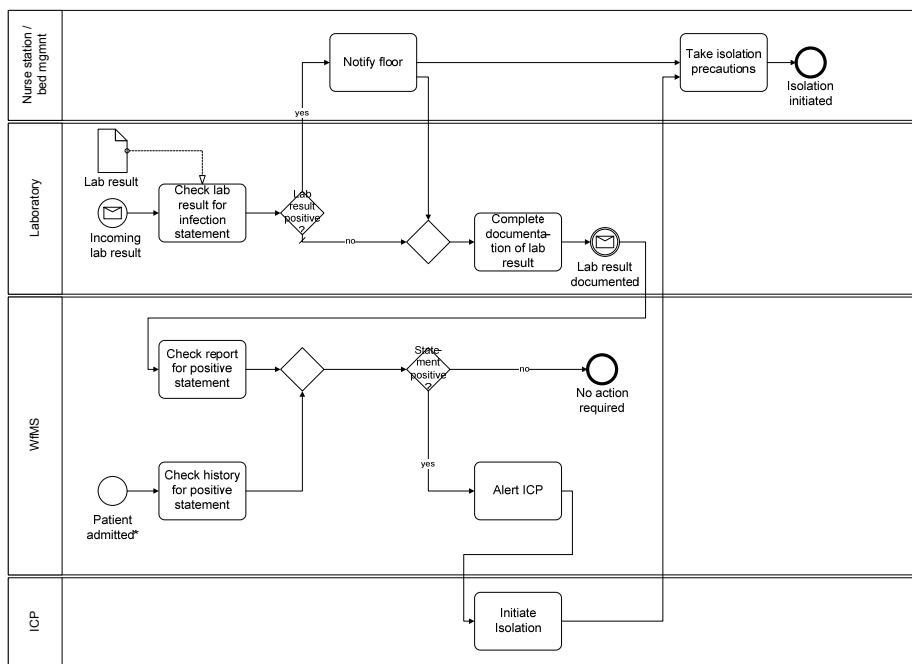 Nurse station /
bed mgmnt
Notify floor
Take isolation
precautions
Isolation
initiated
yes
Laboratory
Lab result
Incoming
lab result
Check lab
result for
infection
statement
Lab
result
positive
?
no
Complete
documenta-
tion of lab
result
Lab result
documented
WfMS
Check report
for positive
statement
State-
ment
positive
?
no
No action
required
yes
Patient
admitted*
Check history
for positive
statement
Alert ICP
ICP
Initiate
Isolation